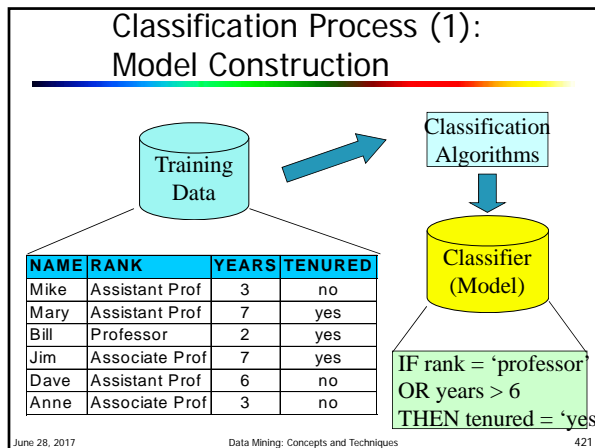 Classification Process (1):
Model Construction
Training
Data
Classification
Algorithms
NAME RANK YEARS TENURED
Mike Assistant Prof 3 no
Mary Assistant Prof 7 yes
Bill Professor 2 yes
Jim Associate Prof 7 yes
Dave Assistant Prof 6 no
Anne Associate Prof 3 no
Classifier
(Model)
IF rank = ‘professor’
OR years > 6
THEN tenured = ‘yes
June 28, 2017 Data Mining: Concepts and Techniques 421